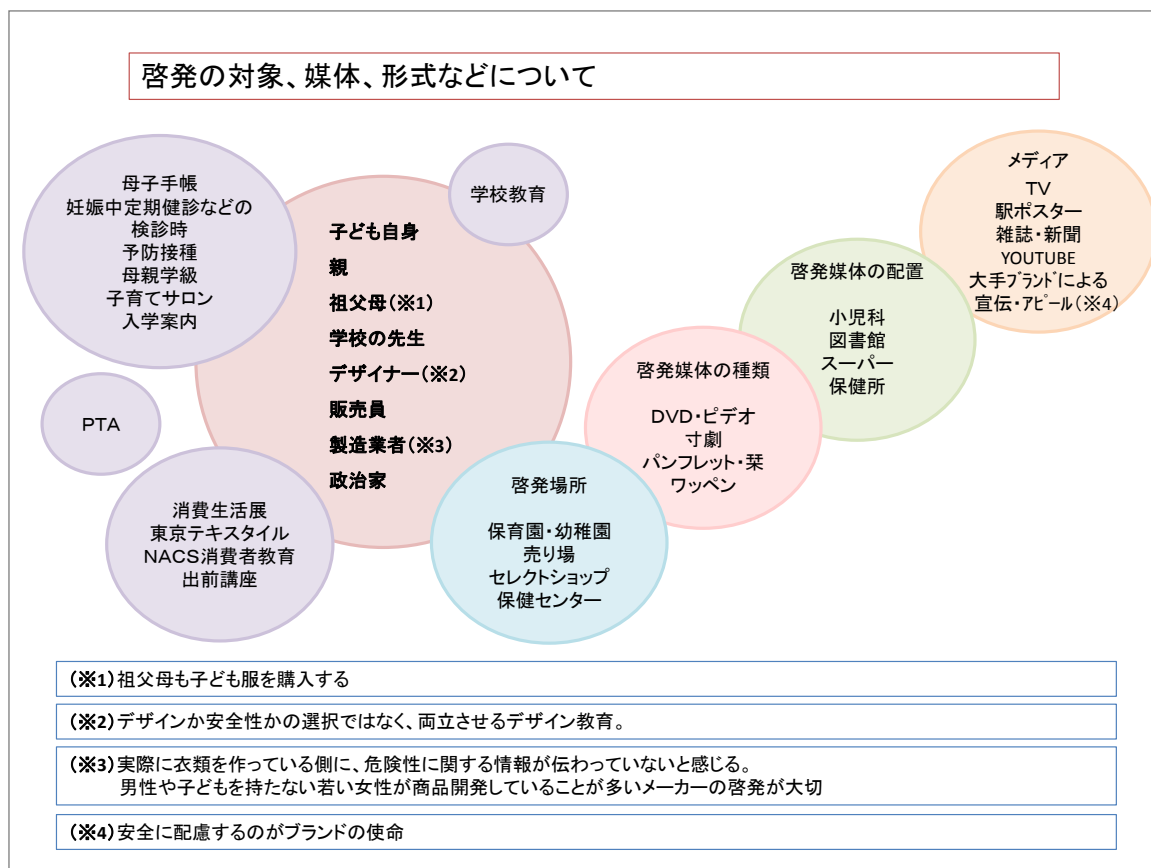 啓発の対象、媒体、形式などについて
母子手帳
妊娠中定期健診などの
検診時
予防接種
母親学級
子育てサロン
入学案内
PTA
消費生活展
東京テキスタイル
NACS消費者教育
出前講座
学校教育
子ども自身
親
祖父母(※1)
学校の先生
デザイナー(※2)
販売員
製造業者(※3)
政治家
啓発場所
保育園・幼稚園
売り場
セレクトショップ
保健センター
啓発媒体の種類
DVD・ビデオ
寸劇
パンフレット・栞
ワッペン
啓発媒体の配置
小児科
図書館
スーパー
保健所
メディア
TV
駅ポスター
雑誌・新聞
YOUTUBE
大手ブランドによる
宣伝・アピール(※4)
(※1)祖父母も子ども服を購入する
(※2)デザインか安全性かの選択ではなく、両立させるデザイン教育。
(※3)実際に衣類を作っている側に、危険性に関する情報が伝わっていないと感じる。
男性や子どもを持たない若い女性が商品開発していることが多いメーカーの啓発が大切
(※4)安全に配慮するのがブランドの使命